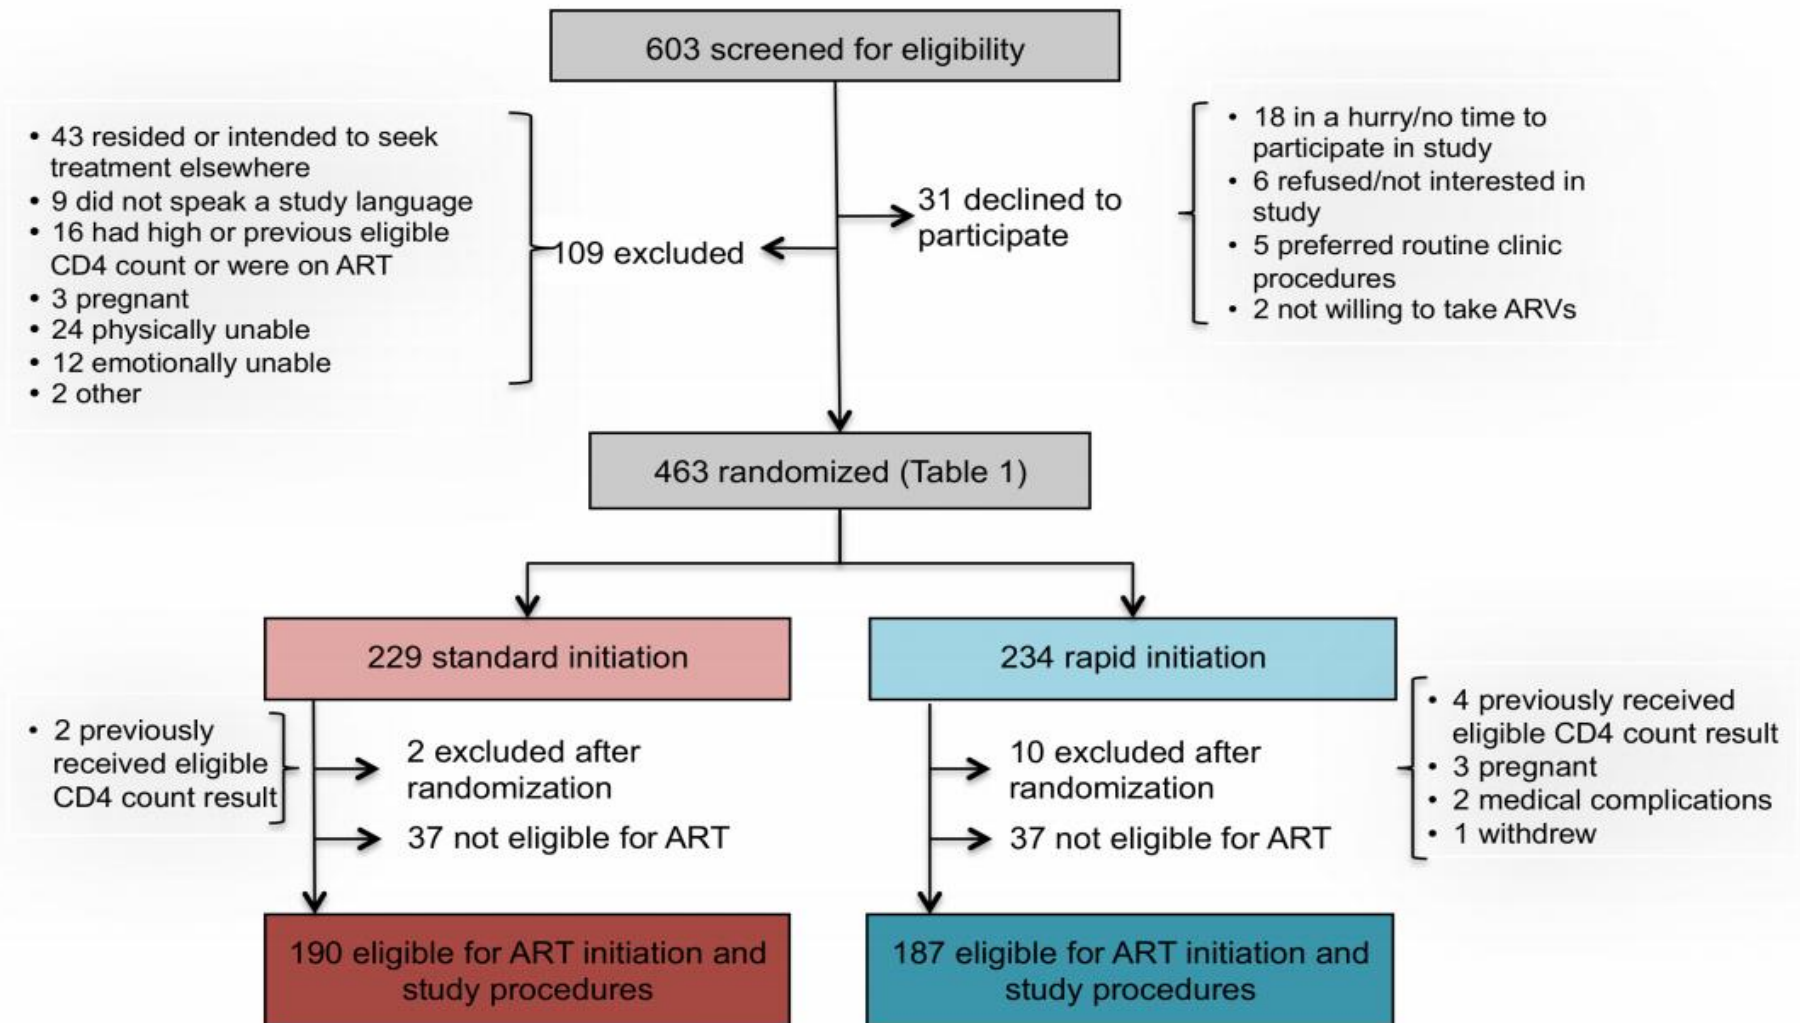 603 screened for eligibility
• 43 resided or intended to seek
treatment elsewhere
• 9 did not speak a study language
• 16 had high or previous eligible
CD4 count or were on ART
• 3 pregnant
• 24 physically unable
• 12 emotionally unable
• 2 other
109 excluded
31 declined to
participate
• 18 in a hurry/no time to
participate in study
• 6 refused/not interested in
study
• 5 preferred routine clinic
procedures
• 2 not willing to take ARVs
463 randomized (Table 1)
229 standard initiation
234 rapid initiation
• 2 previously
received eligible
CD4 count result
2 excluded after
randomization
37 not eligible for ART
10 excluded after
randomization
37 not eligible for ART
• 4 previously received
eligible CD4 count result
• 3 pregnant
• 2 medical complications
• 1 withdrew
190 eligible for ART initiation and
study procedures
187 eligible for ART initiation and
study procedures